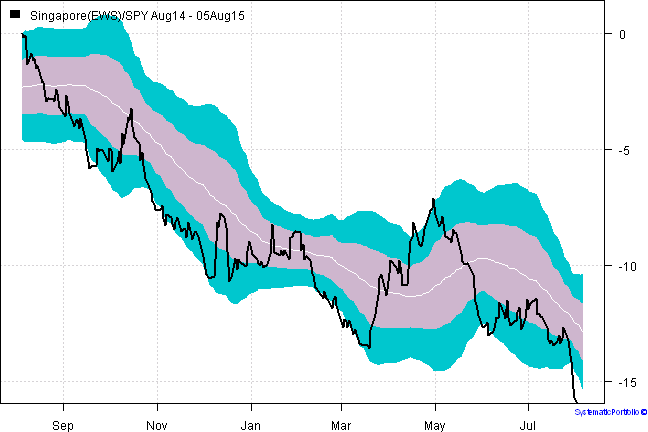 Singapore(EWS)/SPY Aug14 - 05Aug15
0
-5
-10
-15
Sep Nov Jan Mar May Jul
SystematicPortfolio ©